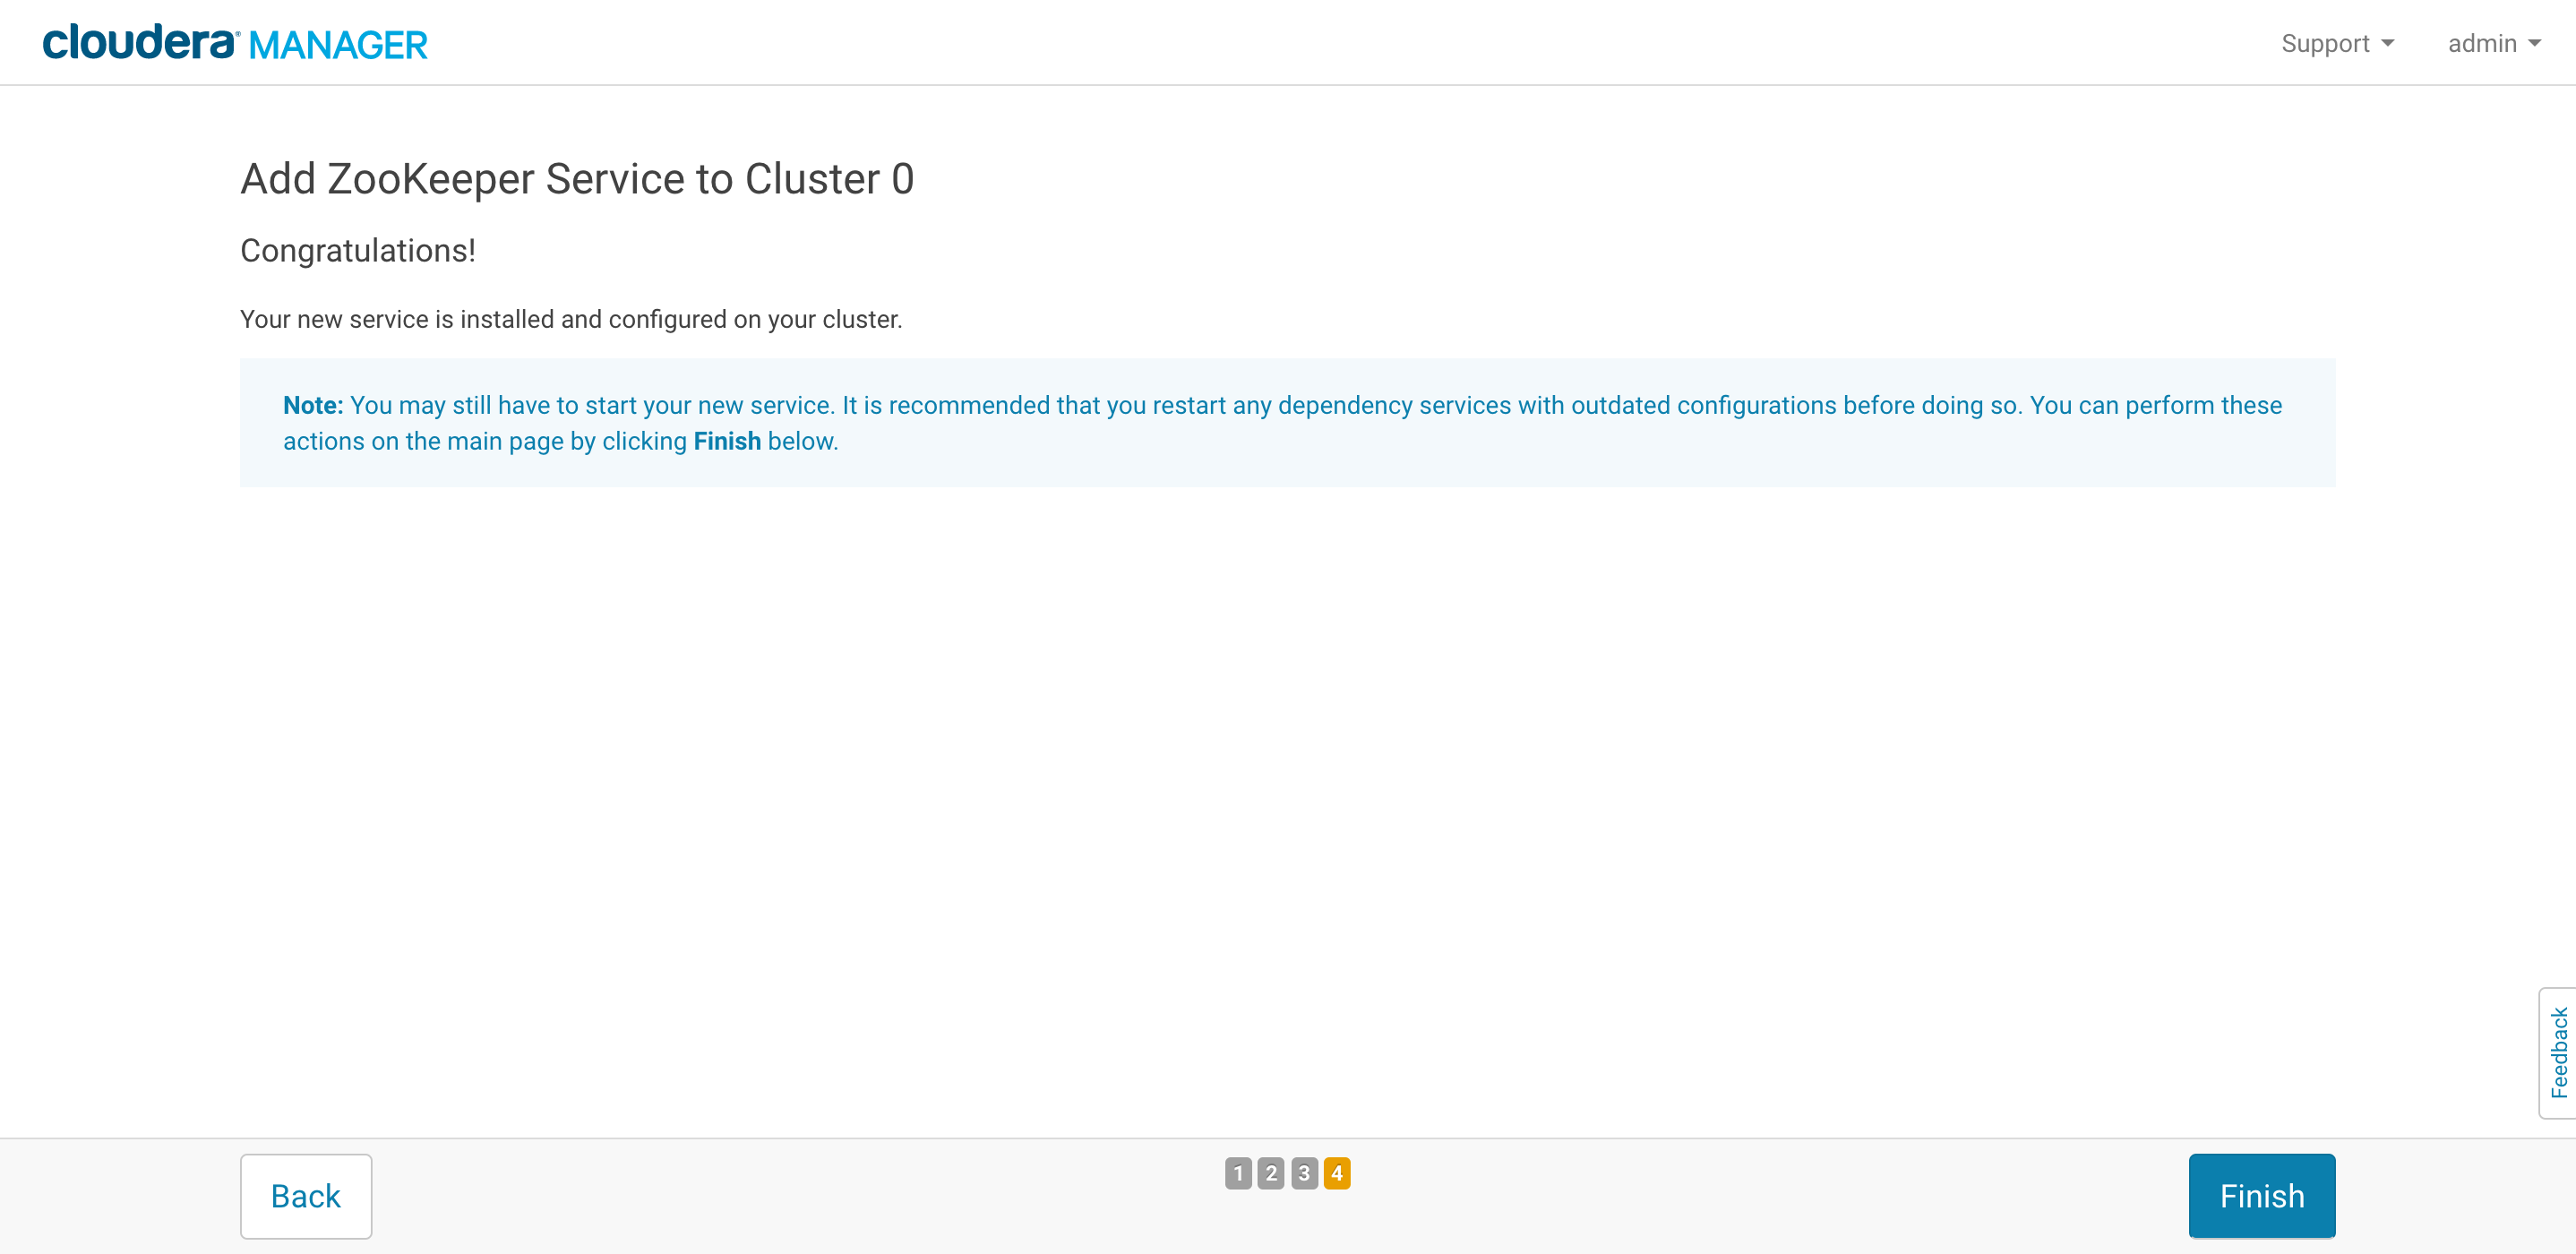 cloudera® MANAGER
Support
admin
Add ZooKeeper Service to Cluster 0
Congratulations!
Your new service is installed and configured on your cluster.
Note: You may still have to start your new service. It is recommended that you restart any dependency services with outdated configurations before doing so. You can perform these
actions on the main page by clicking Finish below.
Feedback
Back
1 2 3 4
Finish